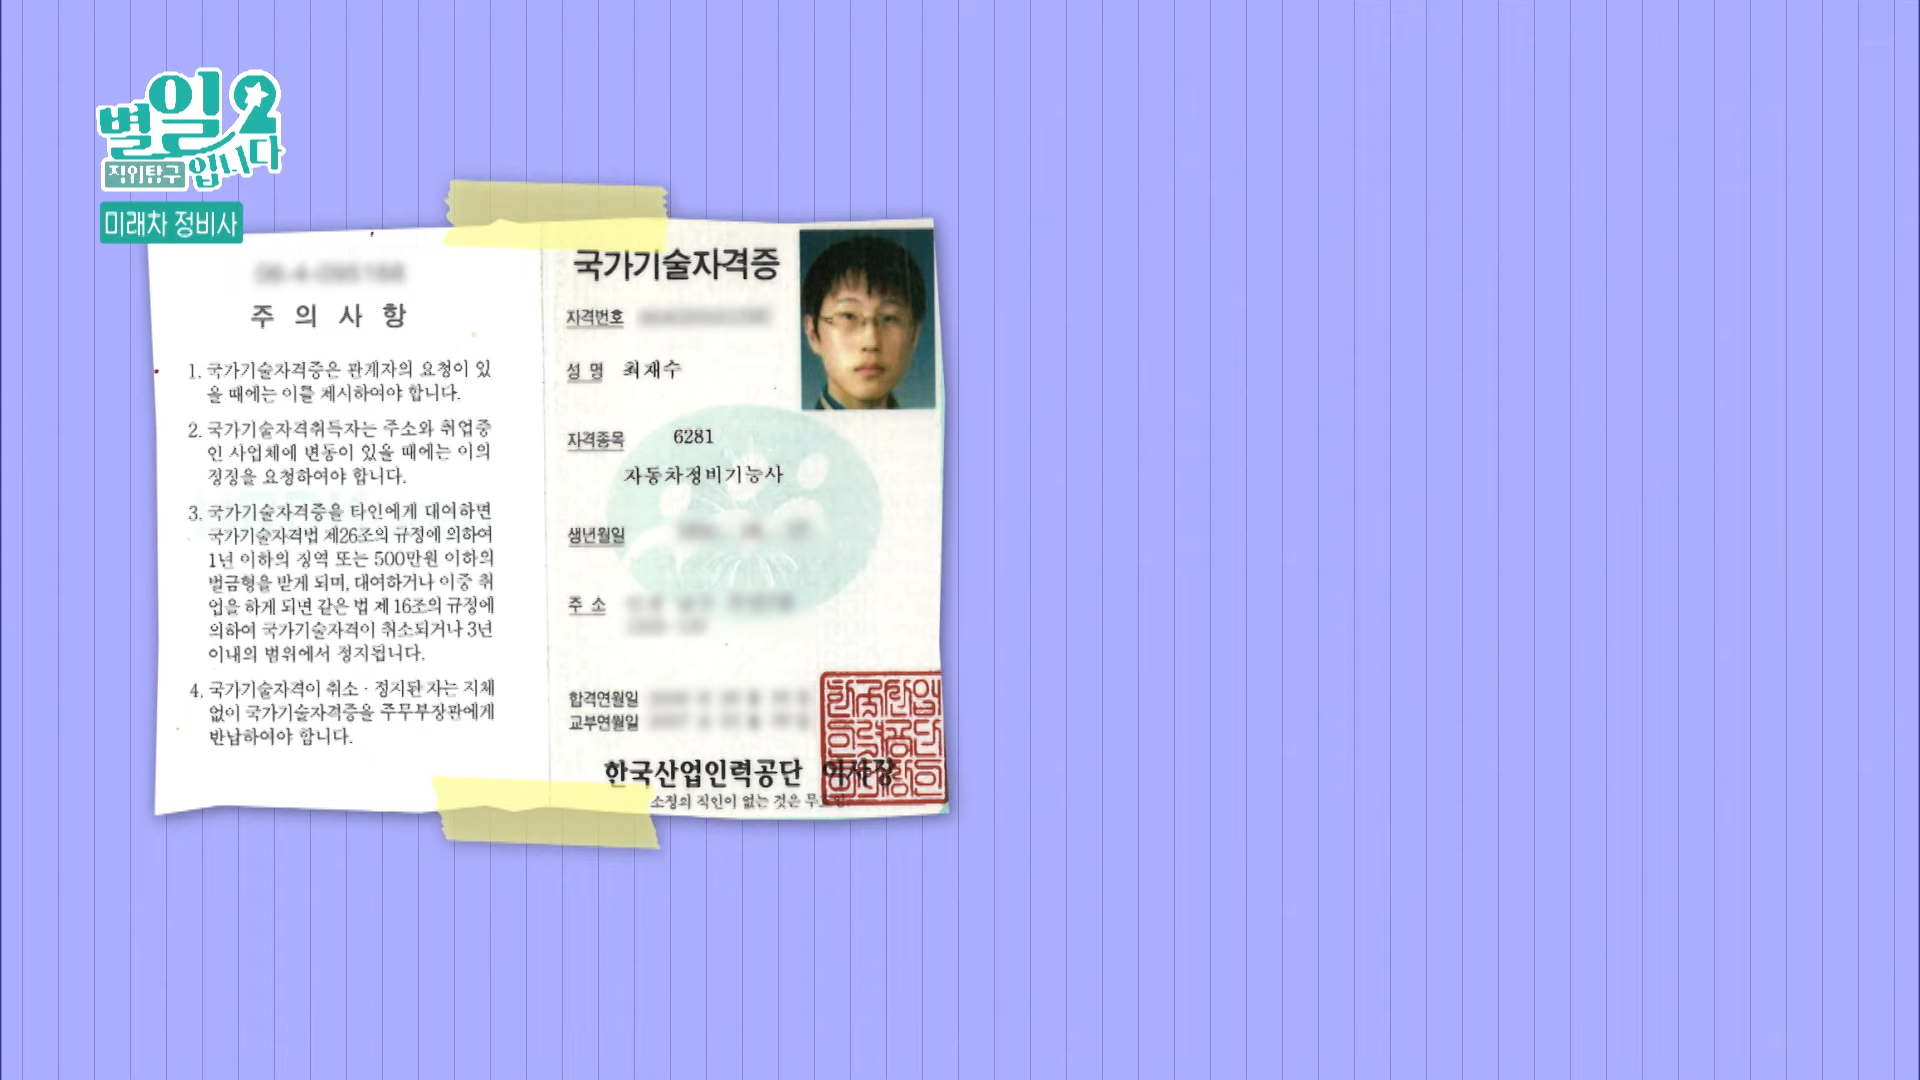 별일입니다2
직업탐구
미래차 정비사
주 의 사 항
1. 국가기술자격증은 관계자의 요청이 있
을 때에는 이를 제시하여야 합니다.
2. 국가기술자격취득자는 주소와 취업중
인 사업체에 변동이 있을 때에는 이의
정정을 요청하여야 합니다.
3. 국가기술자격증을 타인에게 대여하면
국가기술자격법 제26조의 규정에 의하여
1년 이하의 징역 또는 500만원 이하의
벌금형을 받게 되며, 대여하거나 이중 취
업을 하게 되면 같은 법 제16조의 규정에
의하여 국가기술자격이 취소되거나 3년
이내의 범위에서 정지됩니다.
4. 국가기술자격이 취소·정지된 자는 지체
없이 국가기술자격증을 주무부장관에게
반납하여야 합니다.
국가기술자격증
자격번호
성 명 최재수
자격종목 6281
자동차정비기능사
생년월일
주 소
합격연월일
교부연월일
한국산업인력공단 이사장
소정의 직인이 없는 것은